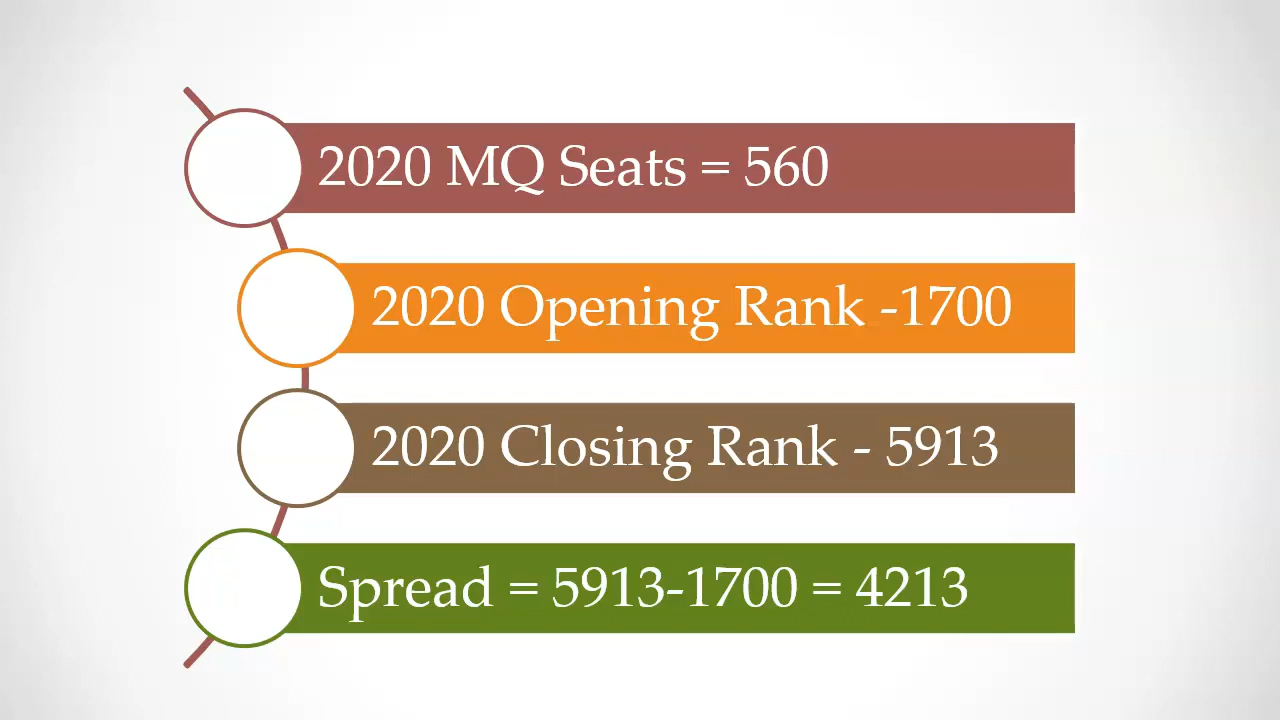 2020 MQ Seats = 560
2020 Opening Rank -1700
2020 Closing Rank - 5913
Spread = 5913-1700 = 4213